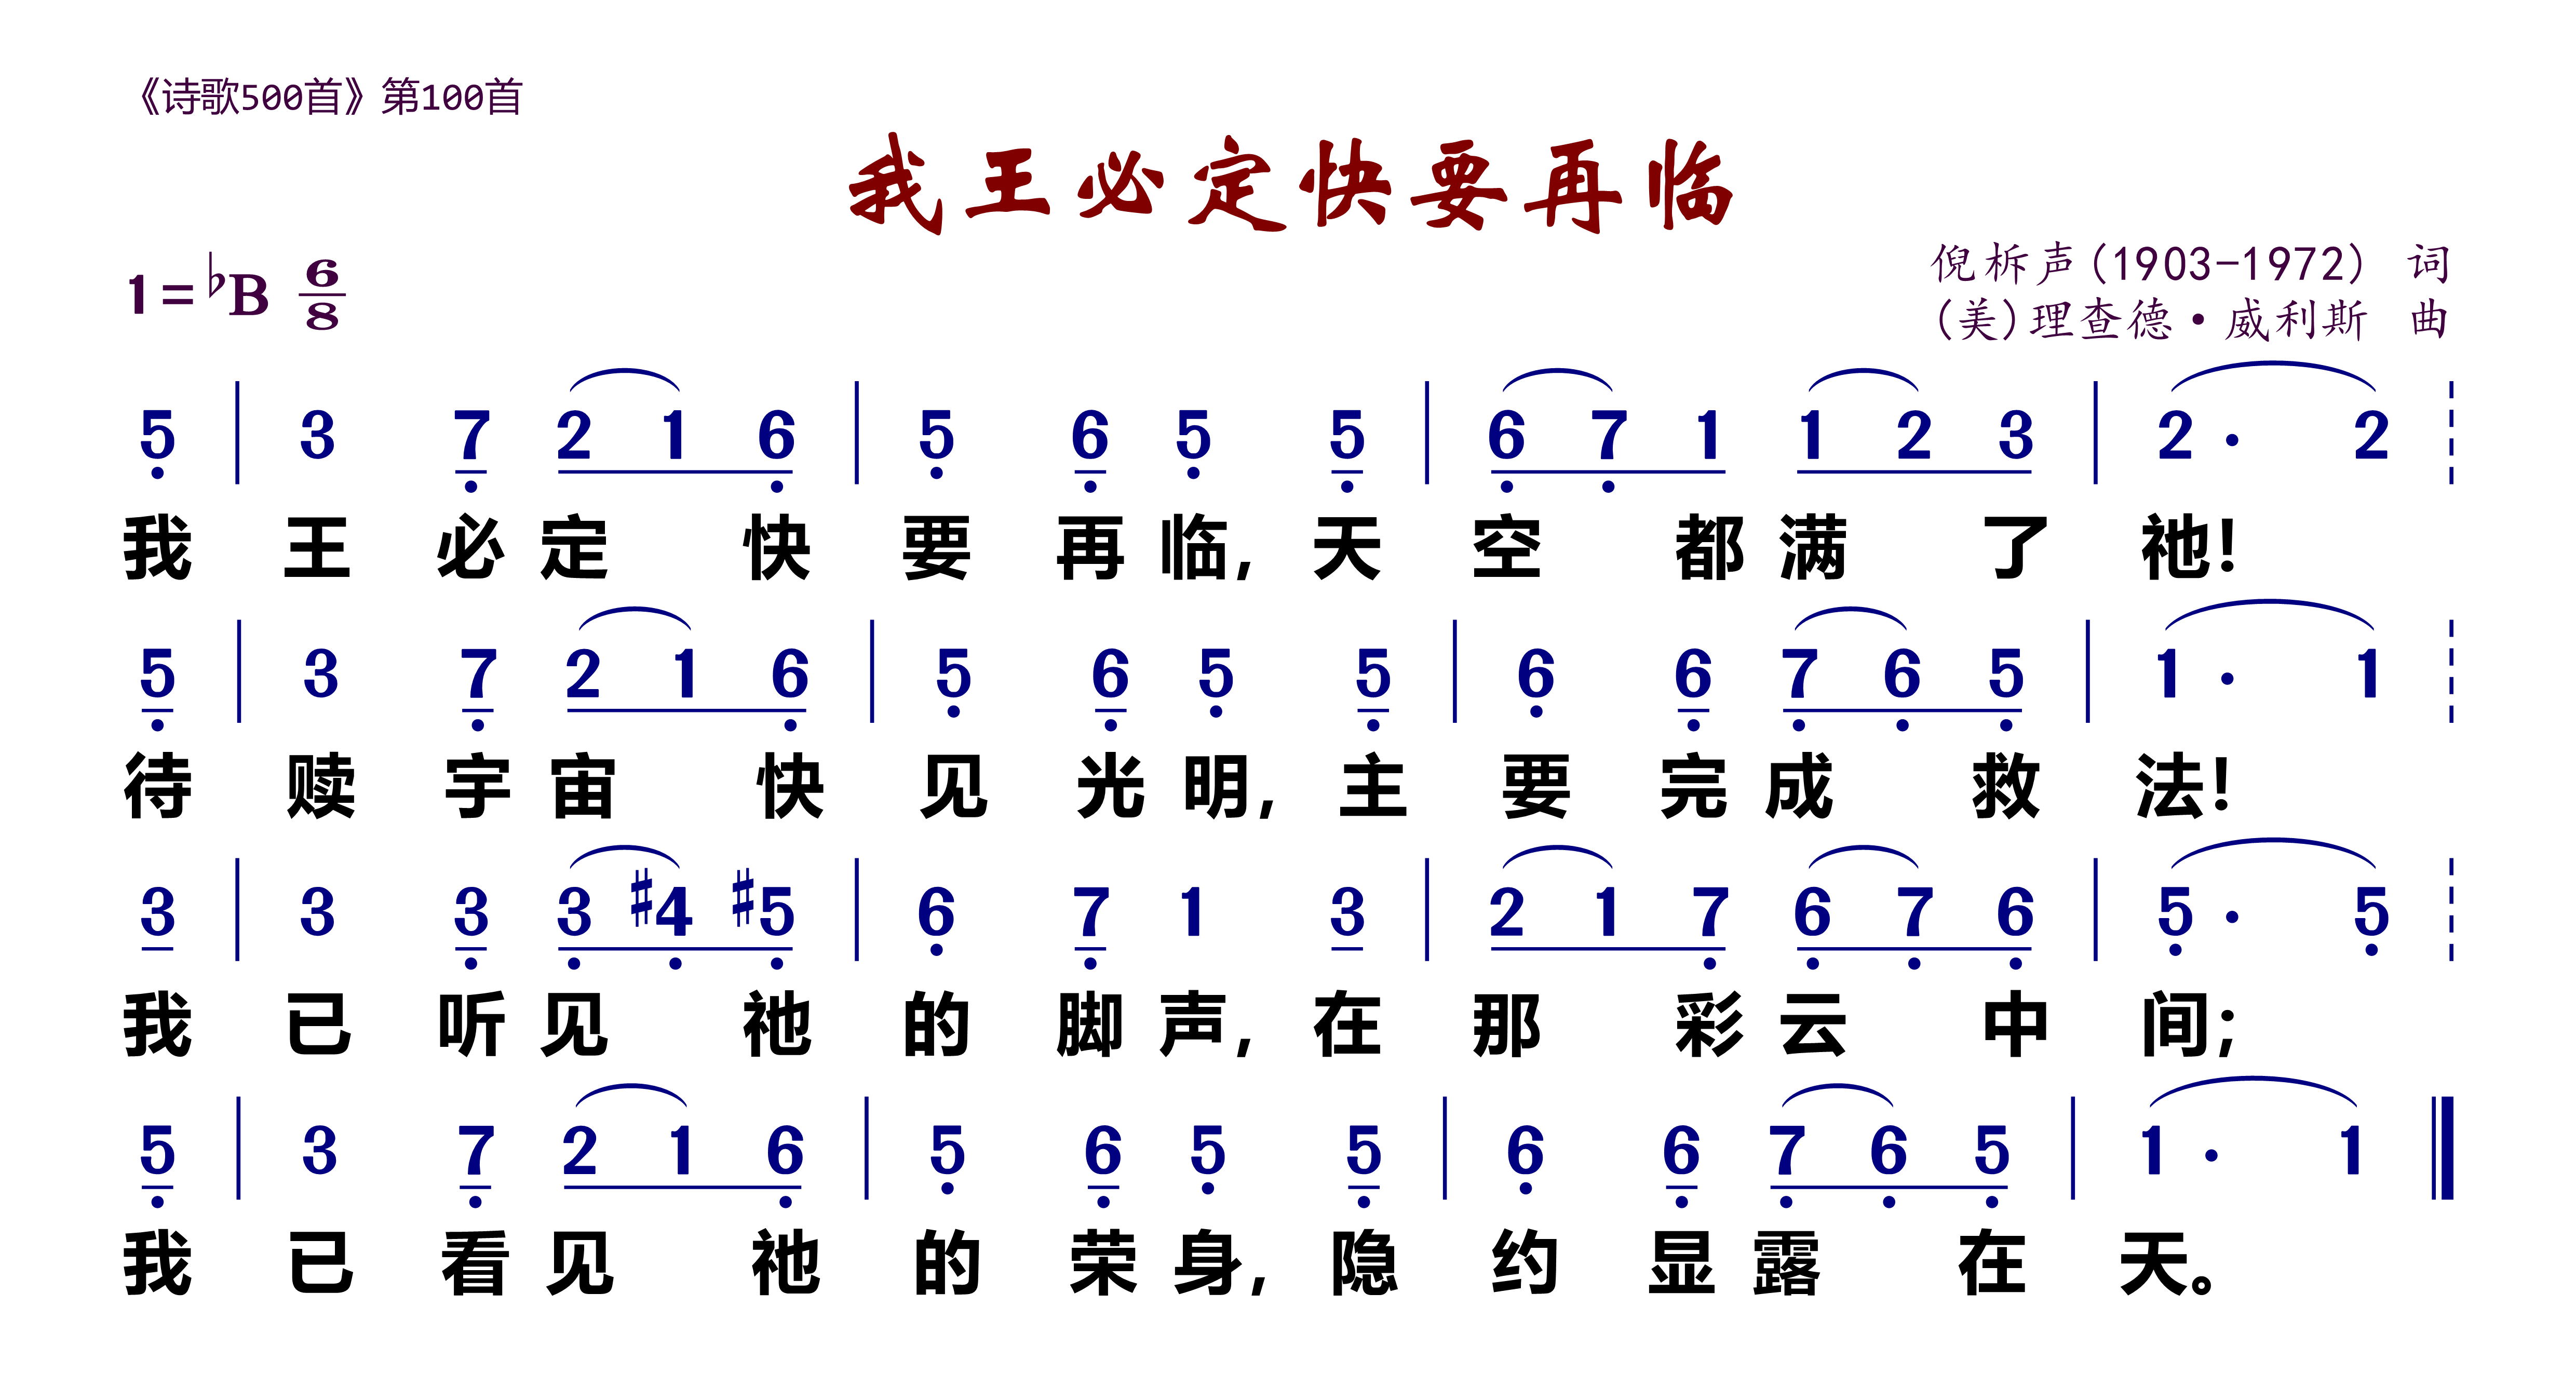 《诗歌500首》第100首
我王必定快要再临
1=♭B 6/8
倪柝声(1903-1972) 词
(美)理查德·威利斯 曲
5 | 3 7 2 1 6 | 5 6 5 5 | 6 7 1 1 2 3 | 2· 2
我王必定快要再临,天空都满了祂!
5 | 3 7 2 1 6 | 5 6 5 5 | 6 6 7 6 5 | 1· 1
待赎宇宙快见光明,主要完成救法!
3 | 3 3 3 #4 #5 | 6 7 1 3 | 2 1 7 6 7 6 | 5· 5
我已听见祂的脚声,在那彩云中间;
5 | 3 7 2 1 6 | 5 6 5 5 | 6 6 7 6 5 | 1· 1
我已看见祂的荣身,隐约显露在天。